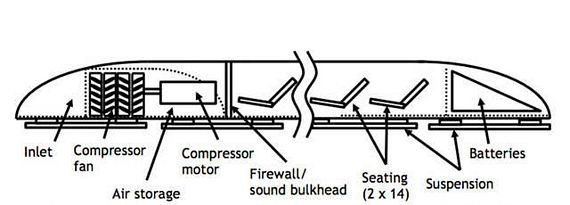 Inlet
Compressor
fan
Air storage
Compressor
motor
Firewall/
sound bulkhead
Seating
(2 x 14)
Suspension
Batteries